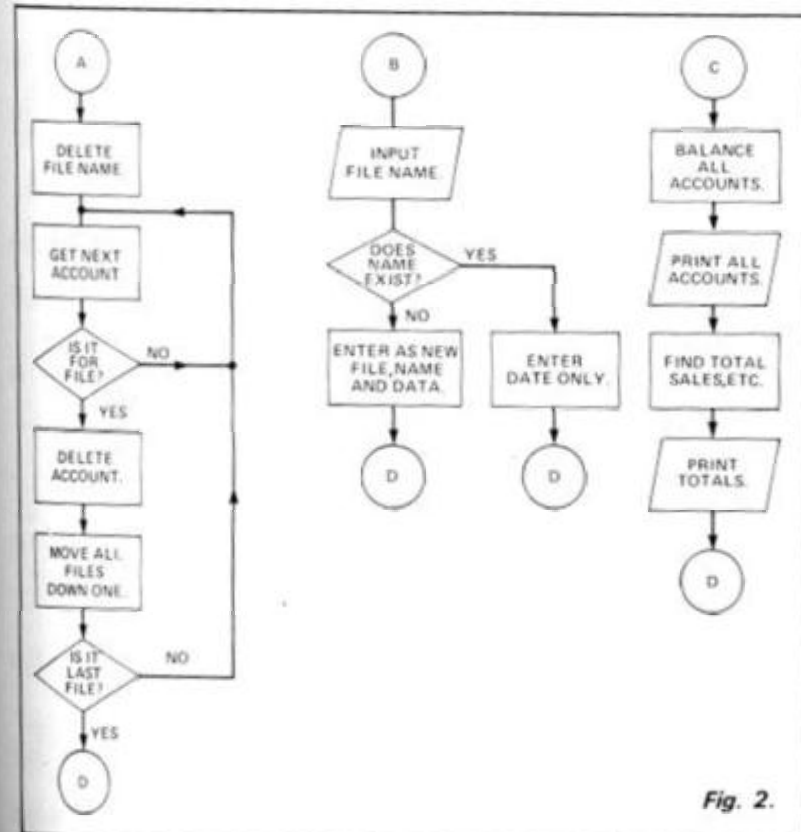 A
DELETE
FILE NAME
GET NEXT
ACCOUNT
IS IT
FOR
FILE?
NO
YES
DELETE
ACCOUNT.
MOVE ALL
FILES
DOWN ONE.
IS IT
LAST
FILE?
NO
YES
D
B
INPUT
FILE NAME.
DOES
NAME
EXIST?
YES
NO
ENTER AS NEW
FILE, NAME
AND DATA.
ENTER
DATE ONLY.
D
D
C
BALANCE
ALL
ACCOUNTS.
PRINT ALL
ACCOUNTS.
FIND TOTAL
SALES, ETC.
PRINT
TOTALS.
D
Fig. 2.